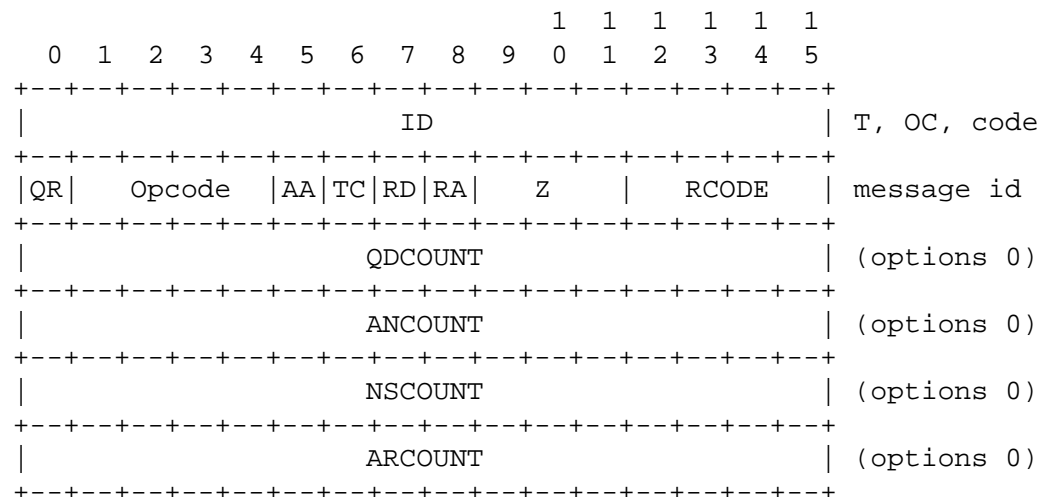 1  1  1  1  1  1
  0  1  2  3  4  5  6  7  8  9  0  1  2  3  4  5
+--+--+--+--+--+--+--+--+--+--+--+--+--+--+--+--+
|                      ID                       | T, OC, code
+--+--+--+--+--+--+--+--+--+--+--+--+--+--+--+--+
|QR|   Opcode  |AA|TC|RD|RA|   Z    |   RCODE   | message id
+--+--+--+--+--+--+--+--+--+--+--+--+--+--+--+--+
|                    QDCOUNT                    | (options 0)
+--+--+--+--+--+--+--+--+--+--+--+--+--+--+--+--+
|                    ANCOUNT                    | (options 0)
+--+--+--+--+--+--+--+--+--+--+--+--+--+--+--+--+
|                    NSCOUNT                    | (options 0)
+--+--+--+--+--+--+--+--+--+--+--+--+--+--+--+--+
|                    ARCOUNT                    | (options 0)
+--+--+--+--+--+--+--+--+--+--+--+--+--+--+--+--+